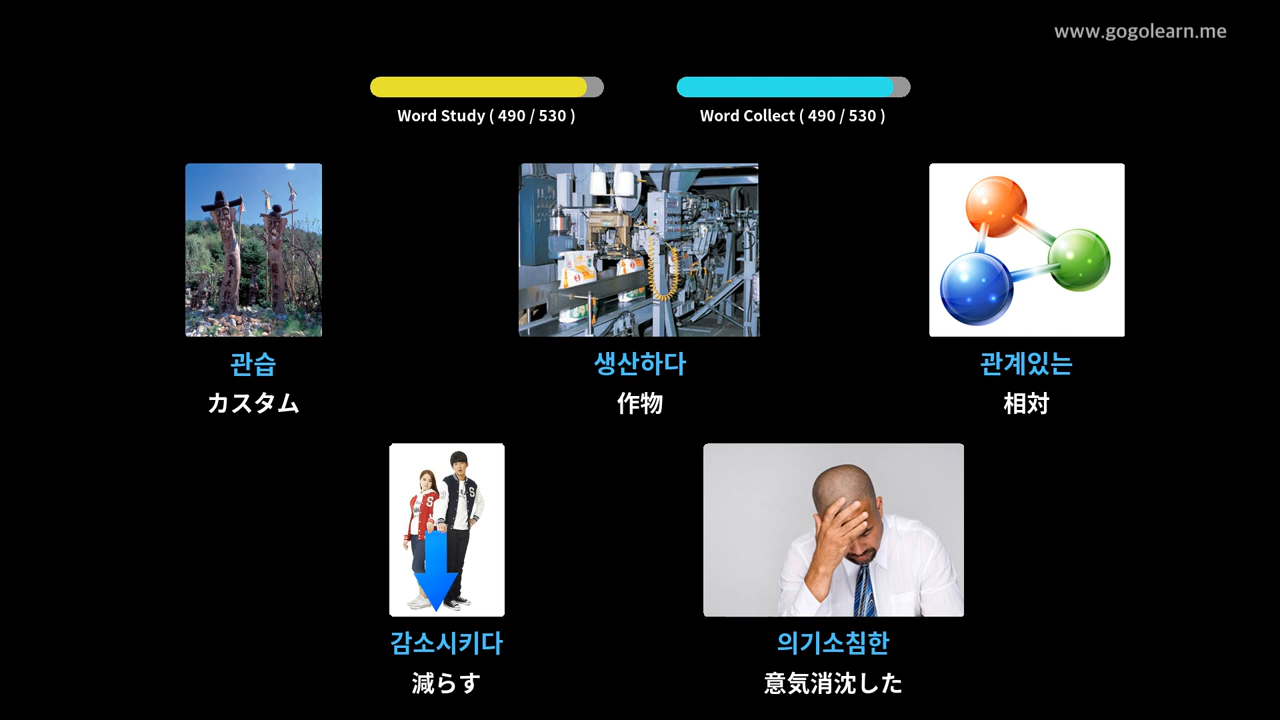 www.gogolearn.me
Word Study ( 490 / 530 )
Word Collect ( 490 / 530 )
관습
カスタム
생산하다
作物
관계있는
相対
감소시키다
減らす
의기소침한
意気消沈した